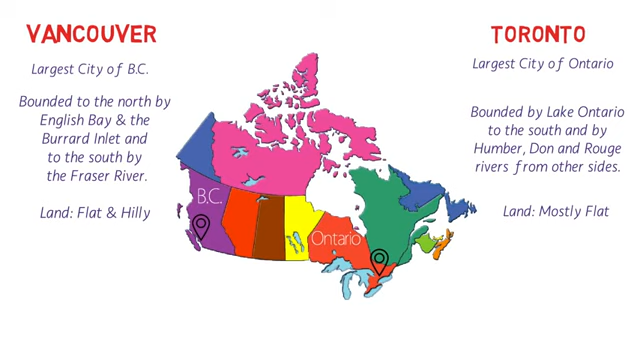 VANCOUVER
Largest City of B.C.
Bounded to the north by
English Bay & the
Burrard Inlet and
to the south by
the Fraser River.
Land: Flat & Hilly
B.C.
Ontario
TORONTO
Largest City of Ontario
Bounded by Lake Ontario
to the south and by
Humber, Don and Rouge
rivers from other sides.
Land: Mostly Flat